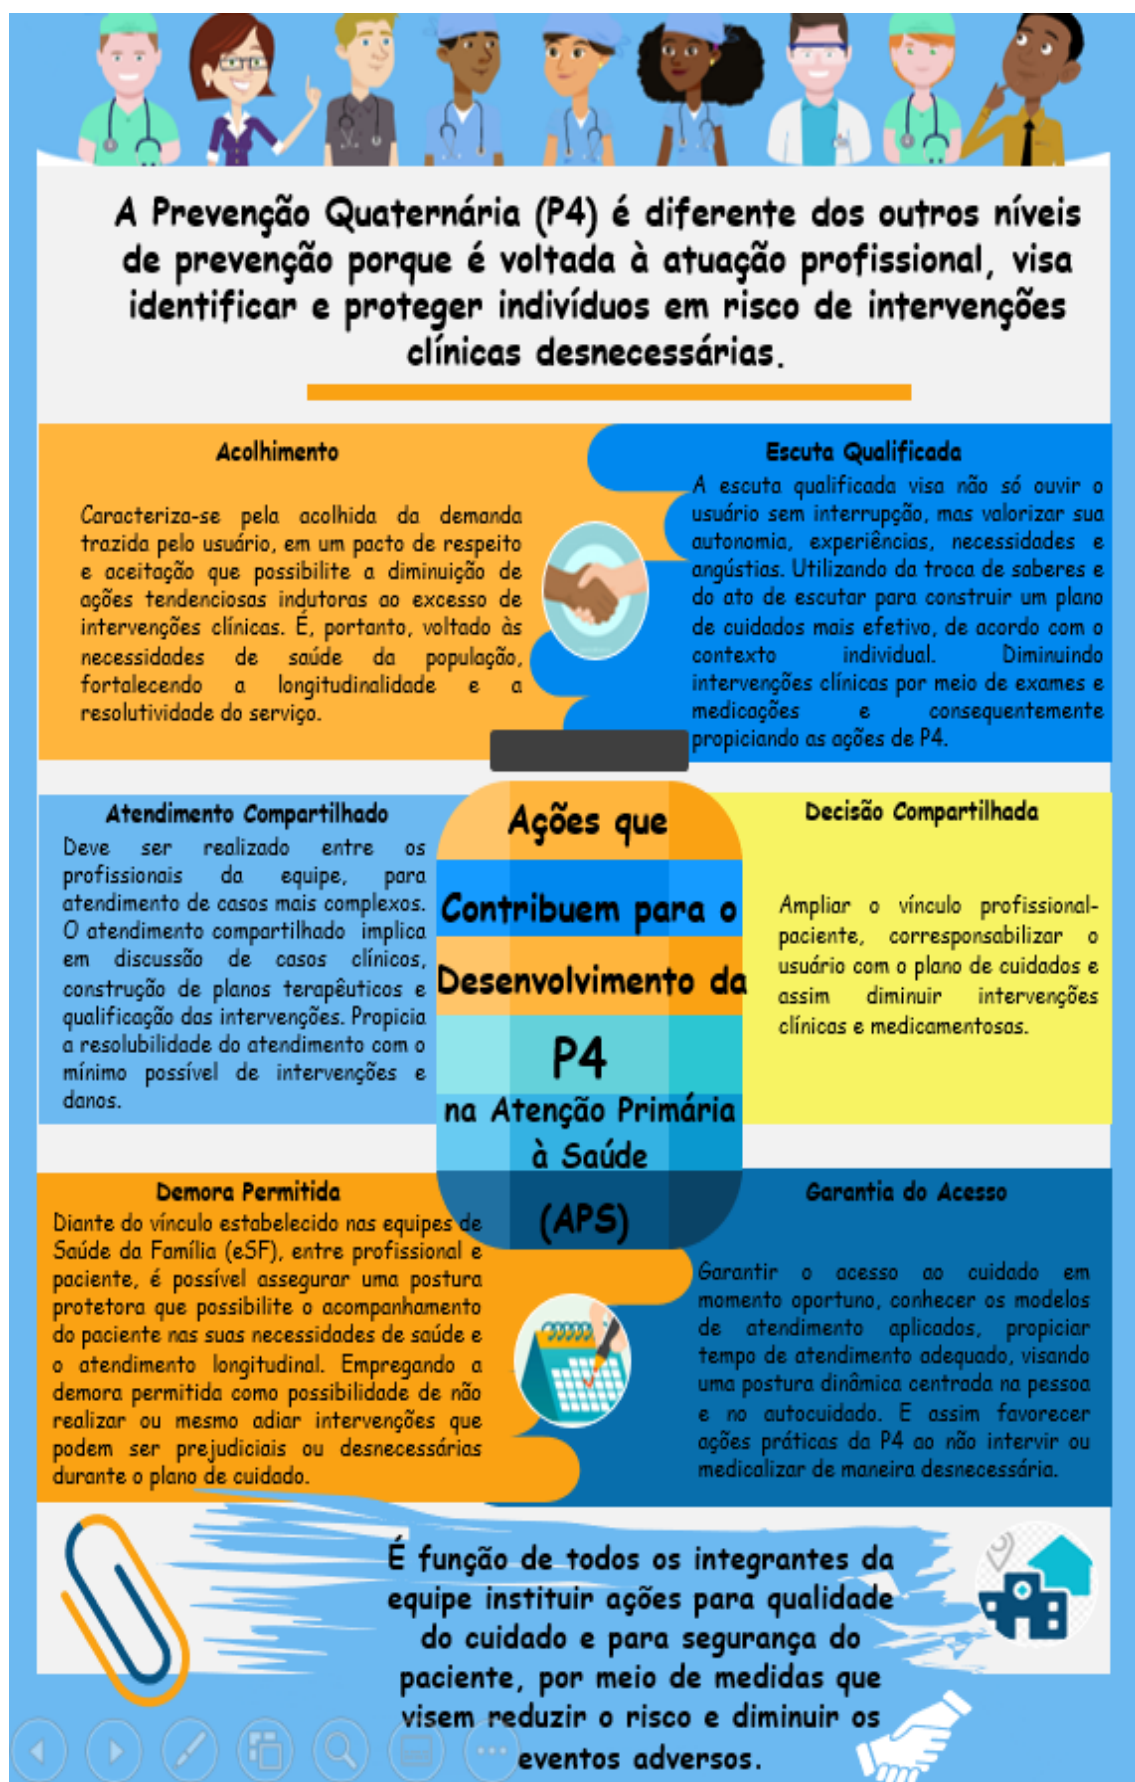 A Prevenção Quaternária (P4) é diferente dos outros níveis
de prevenção porque é voltada à atuação profissional, visa
identificar e proteger indivíduos em risco de intervenções
clínicas desnecessárias.
Acolhimento
Caracteriza-se pela acolhida da demanda
trazida pelo usuário, em um pacto de respeito
e aceitação que possibilite a diminuição de
ações tendenciosas indutoras ao excesso de
intervenções clínicas. É, portanto, voltado às
necessidades de saúde da população,
fortalecendo a longitudinalidade e a
resolutividade do serviço.
Escuta Qualificada
A escuta qualificada visa não só ouvir o
usuário sem interrupção, mas valorizar sua
autonomia, experiências, necessidades e
angústias. Utilizando da troca de saberes e
do ato de escutar para construir um plano
de cuidados mais efetivo, de acordo com o
contexto individual. Diminuindo
intervenções clínicas por meio de exames e
medicações e consequentemente
propiciando as ações de P4.
Atendimento Compartilhado
Deve ser realizado entre os
profissionais da equipe, para
atendimento de casos mais complexos.
O atendimento compartilhado implica
em discussão de casos clínicos,
construção de planos terapêuticos e
qualificação das intervenções. Propicia
a resolubilidade do atendimento com o
mínimo possível de intervenções e
danos.
Ações que
Contribuem para o
Desenvolvimento da
P4
na Atenção Primária
à Saúde
(APS)
Decisão Compartilhada
Ampliar o vínculo profissional-
paciente, corresponsabilizar o
usuário com o plano de cuidados e
assim diminuir intervenções
clínicas e medicamentosas.
Demora Permitida
Diante do vínculo estabelecido nas equipes de
Saúde da Família (eSF), entre profissional e
paciente, é possível assegurar uma postura
protetora que possibilite o acompanhamento
do paciente nas suas necessidades de saúde e
o atendimento longitudinal. Empregando a
demora permitida como possibilidade de não
realizar ou mesmo adiar intervenções que
podem ser prejudiciais ou desnecessárias
durante o plano de cuidado.
Garantia do Acesso
Garantir o acesso ao cuidado em
momento oportuno, conhecer os modelos
de atendimento aplicados, propiciar
tempo de atendimento adequado, visando
uma postura dinâmica centrada na pessoa
e no autocuidado. E assim favorecer
ações práticas da P4 ao não intervir ou
medicalizar de maneira desnecessária.
É função de todos os integrantes da
equipe instituir ações para qualidade
do cuidado e para segurança do
paciente, por meio de medidas que
visem reduzir o risco e diminuir os
eventos adversos.